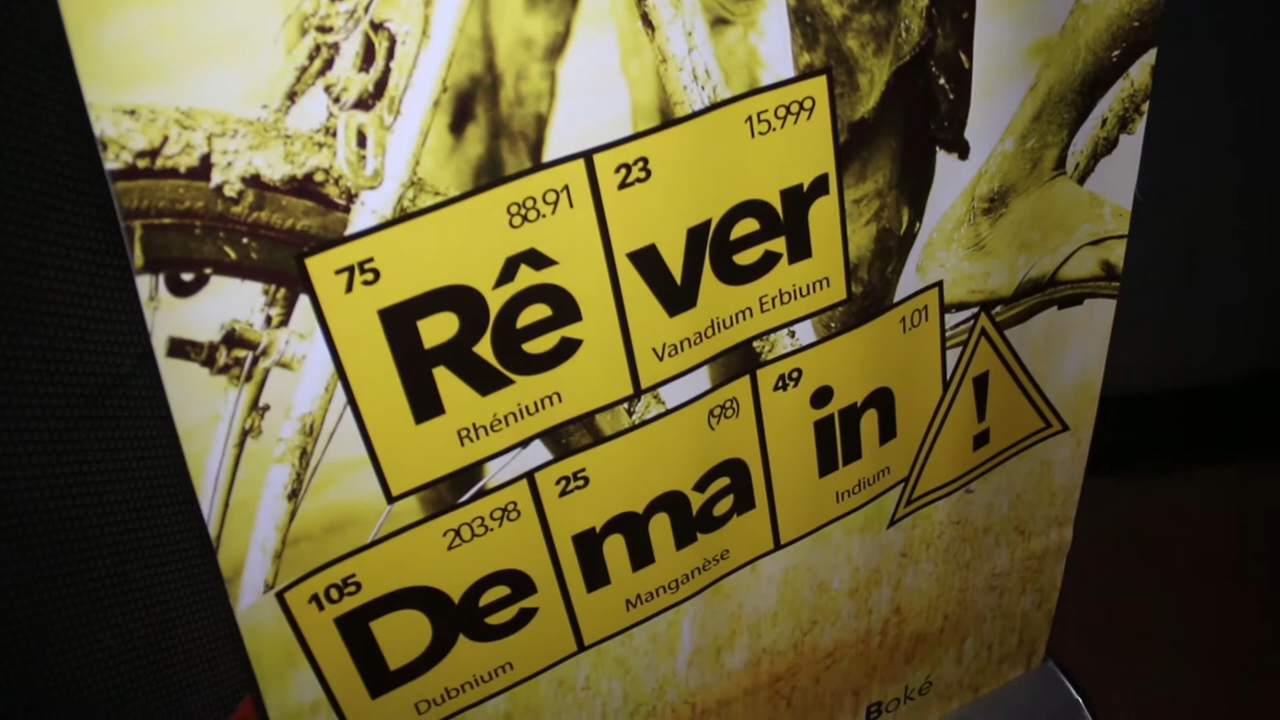 75 88.91 23 15.999
Rê ver
Rhénium Vanadium Erbium
105 203.98 25 (98) 49 1.01
De ma in !
Dubnium Manganèse Indium
Boké